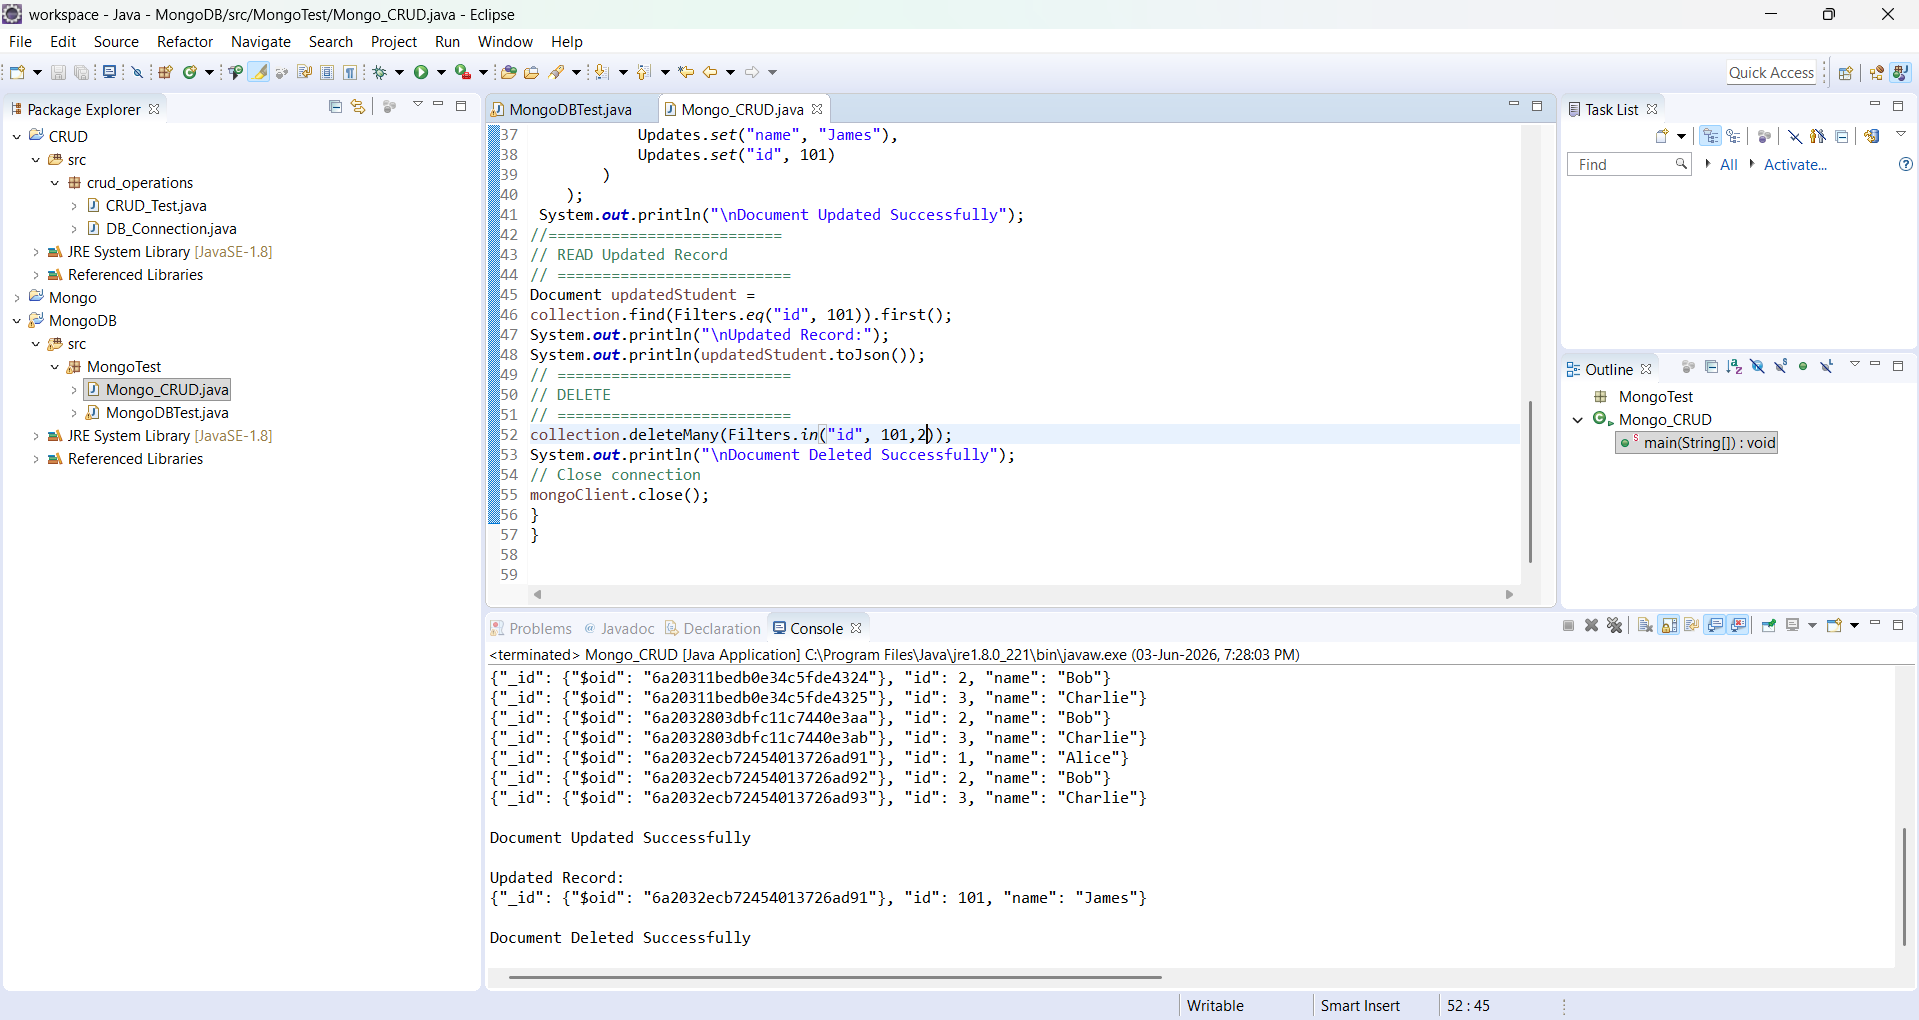 workspace - Java - MongoDB/src/MongoTest/Mongo_CRUD.java - Eclipse
File Edit Source Refactor Navigate Search Project Run Window Help
Quick Access
Package Explorer
CRUD
src
crud_operations
CRUD_Test.java
DB_Connection.java
JRE System Library [JavaSE-1.8]
Referenced Libraries
Mongo
MongoDB
src
MongoTest
Mongo_CRUD.java
MongoDBTest.java
JRE System Library [JavaSE-1.8]
Referenced Libraries
MongoDBTest.java Mongo_CRUD.java
37 Updates.set("name", "James"),
38 Updates.set("id", 101)
39 )
40 );
41 System.out.println("\nDocument Updated Successfully");
42 //==========================
43 // READ Updated Record
44 // ==========================
45 Document updatedStudent =
46 collection.find(Filters.eq("id", 101)).first();
47 System.out.println("\nUpdated Record:");
48 System.out.println(updatedStudent.toJson());
49 // ==========================
50 // DELETE
51 // ==========================
52 collection.deleteMany(Filters.in("id", 101,2));
53 System.out.println("\nDocument Deleted Successfully");
54 // Close connection
55 mongoClient.close();
56 }
57 }
58
59
Task List
Find All Activate...
Outline
MongoTest
Mongo_CRUD
main(String[]) : void
Problems Javadoc Declaration Console
<terminated> Mongo_CRUD [Java Application] C:\Program Files\Java\jre1.8.0_221\bin\javaw.exe (03-Jun-2026, 7:28:03 PM)
{"_id": {"$oid": "6a20311bedb0e34c5fde4324"}, "id": 2, "name": "Bob"}
{"_id": {"$oid": "6a20311bedb0e34c5fde4325"}, "id": 3, "name": "Charlie"}
{"_id": {"$oid": "6a2032803dbfc11c7440e3aa"}, "id": 2, "name": "Bob"}
{"_id": {"$oid": "6a2032803dbfc11c7440e3ab"}, "id": 3, "name": "Charlie"}
{"_id": {"$oid": "6a2032ecb72454013726ad91"}, "id": 1, "name": "Alice"}
{"_id": {"$oid": "6a2032ecb72454013726ad92"}, "id": 2, "name": "Bob"}
{"_id": {"$oid": "6a2032ecb72454013726ad93"}, "id": 3, "name": "Charlie"}
Document Updated Successfully
Updated Record:
{"_id": {"$oid": "6a2032ecb72454013726ad91"}, "id": 101, "name": "James"}
Document Deleted Successfully
Writable Smart Insert 52 : 45